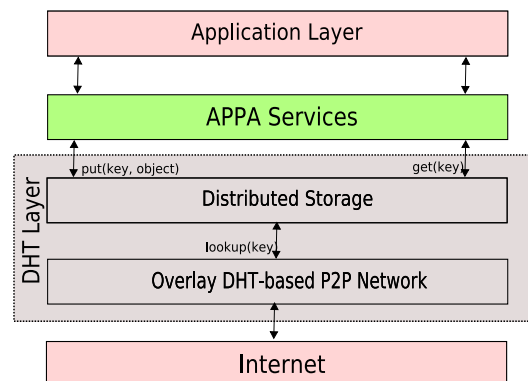 Application Layer
APPA Services
put(key, object)
get(key)
DHT Layer
Distributed Storage
lookup(key)
Overlay DHT-based P2P Network
Internet